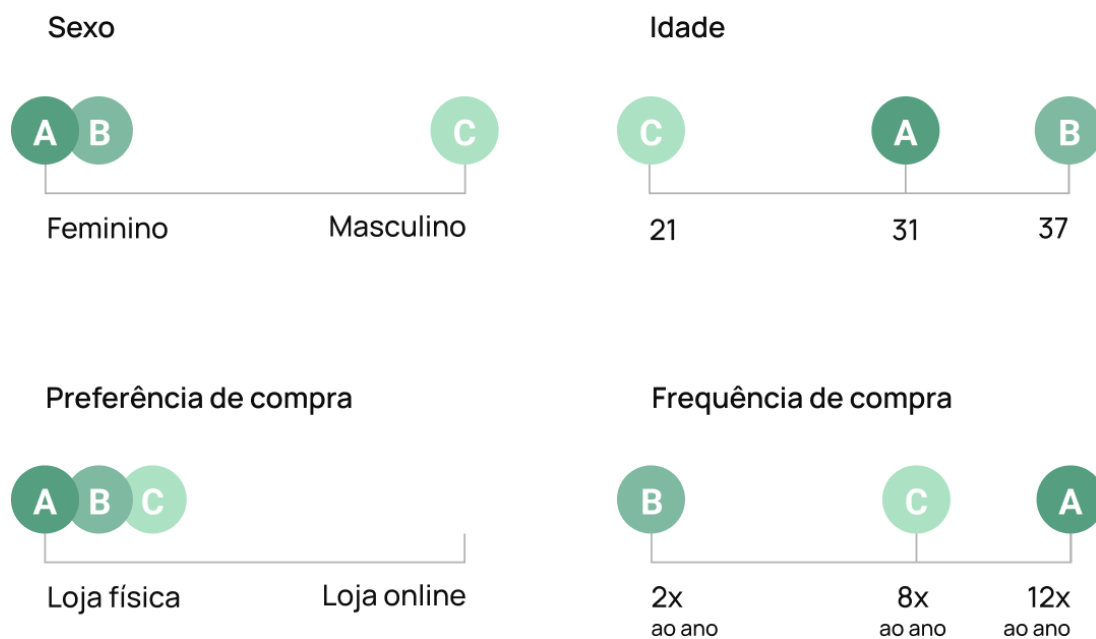 Sexo
A B C
Feminino Masculino
Idade
C A B
21 31 37
Preferência de compra
A B C
Loja física Loja online
Frequência de compra
B C A
2x 8x 12x
ao ano ao ano ao ano